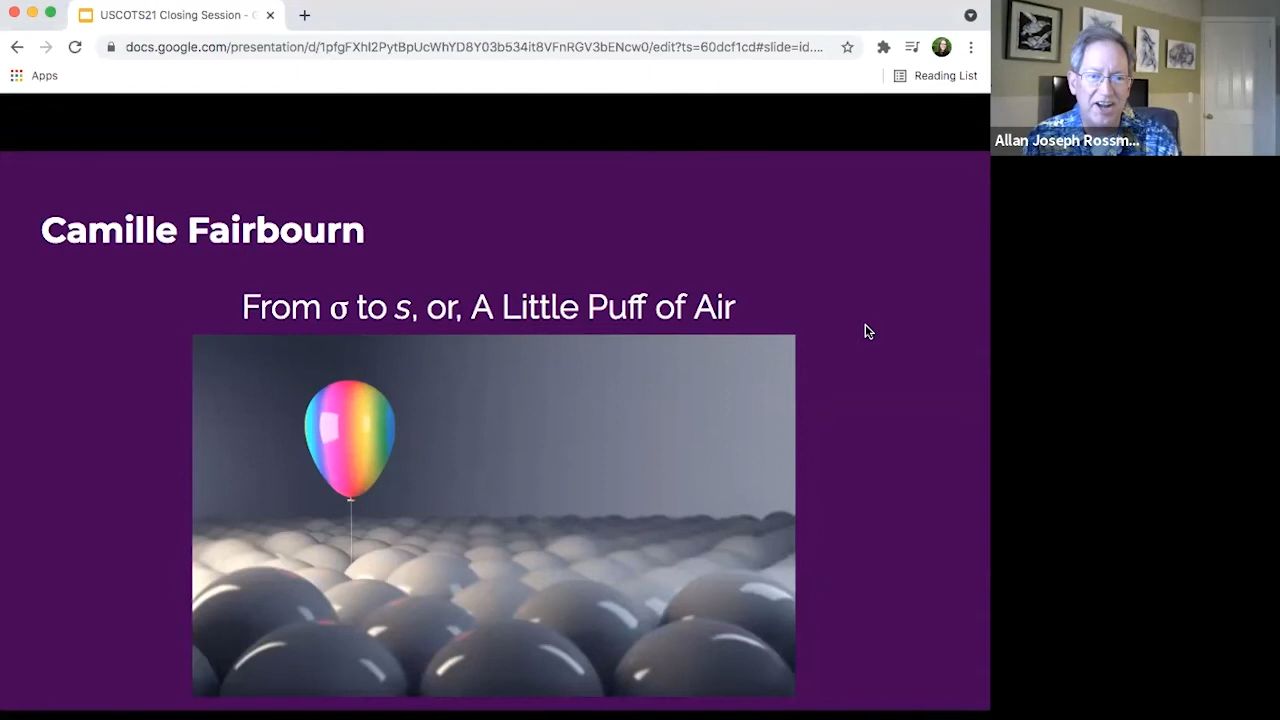 USCOTS21 Closing Session - G
docs.google.com/presentation/d/1pfgFXhI2PytBpUcWhYD8Y03b534it8VFnRGV3bENcw0/edit?ts=60dcf1cd#slide=id....
Apps
Reading List
Allan Joseph Rossm...
Camille Fairbourn
From σ to s, or, A Little Puff of Air